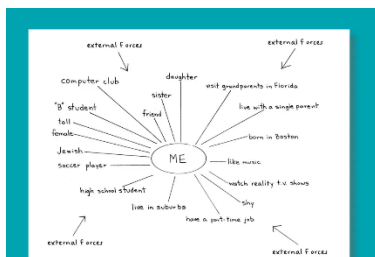 external forces
external forces
computer club
daughter
sister
visit grandparents in Florida
"B" student
friend
live with a single parent
tall
female
born in Boston
Jewish
ME
like music
soccer player
watch reality t.v. shows
high school student
shy
live in suburbs
have a part-time job
external forces
external forces